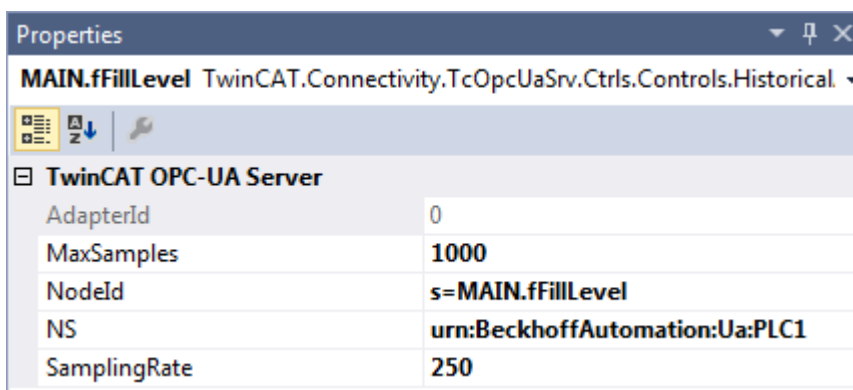 Properties
MAIN.fFillLevel TwinCAT.Connectivity.TcOpcUaSrv.Ctrls.Controls.Historical.
TwinCAT OPC-UA Server
AdapterId 0
MaxSamples 1000
NodeId s=MAIN.fFillLevel
NS urn:BeckhoffAutomation:Ua:PLC1
SamplingRate 250